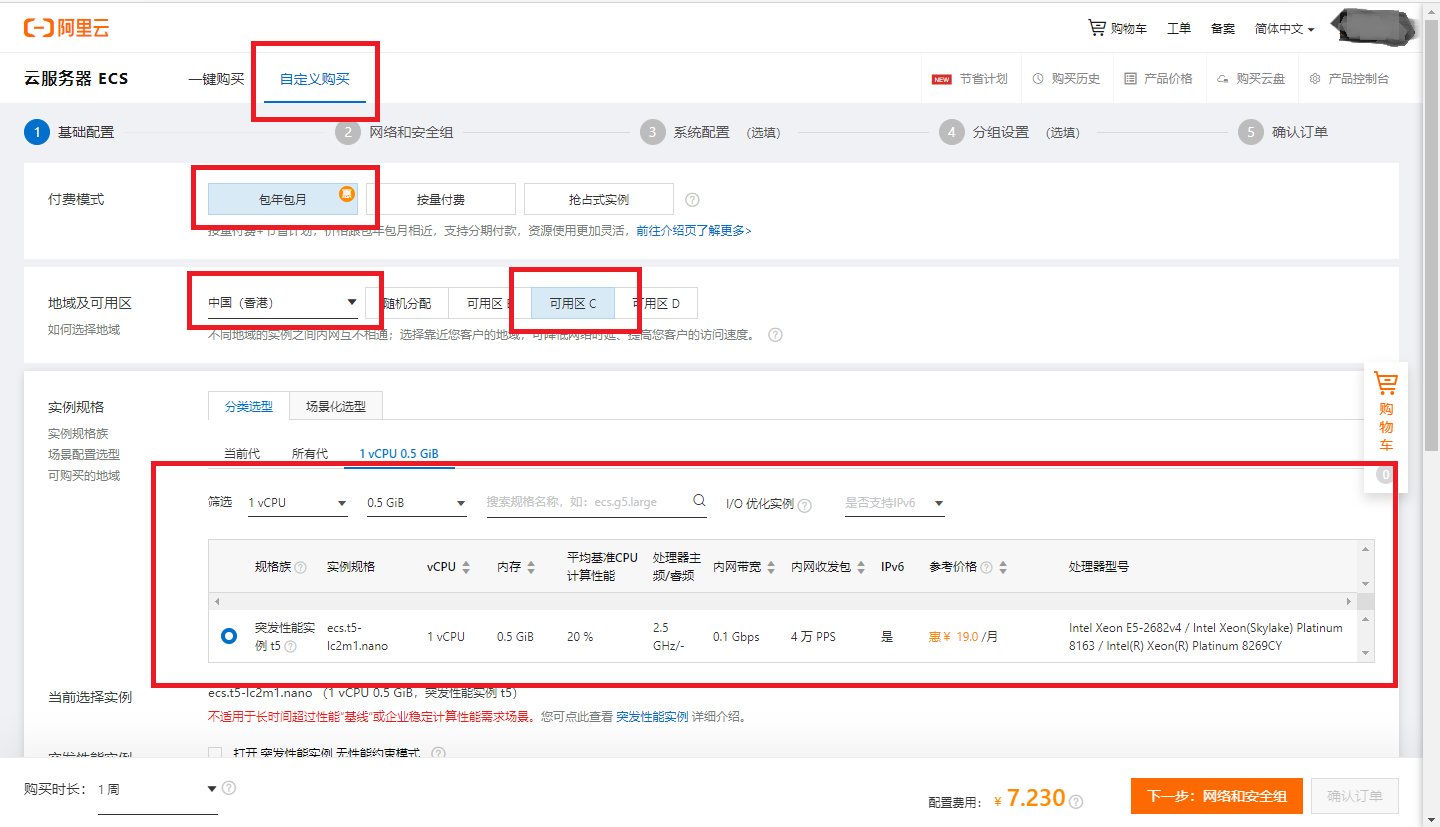 阿里云
购物车 工单 备案 简体中文
云服务器 ECS 一键购买 自定义购买 NEW 节省计划 购买历史 产品价格 购买云盘 产品控制台
1 基础配置 2 网络和安全组 3 系统配置 (选填) 4 分组设置 (选填) 5 确认订单
付费模式 包年包月 惠 按量付费 抢占式实例 ?
按量付费+节省计划，价格跟包年包月相近，支持分期付款，资源使用更加灵活，前往介绍页了解更多>
地域及可用区 中国（香港） 随机分配 可用区 可用区 C 可用区 D
如何选择地域
不同地域的实例之间内网互不相通；选择靠近您客户的地域，可降低网络时延、提高您客户的访问速度。 ?
实例规格 分类选型 场景化选型
实例规格族
场景配置选型
可购买的地域
当前代 所有代 1 vCPU 0.5 GiB
购物车
0
筛选 1 vCPU 0.5 GiB 搜索规格名称，如：ecs.g5.large I/O 优化实例 ? 是否支持IPv6
规格族 ? 实例规格 vCPU 内存 平均基准CPU计算性能 处理器主频/睿频 内网带宽 内网收发包 IPv6 参考价格 ? 处理器型号
突发性能实例 t5 ? ecs.t5-lc2m1.nano 1 vCPU 0.5 GiB 20 % 2.5 GHz/- 0.1 Gbps 4 万 PPS 是 惠 ¥ 19.0 /月 Intel Xeon E5-2682v4 / Intel Xeon(Skylake) Platinum 8163 / Intel(R) Xeon(R) Platinum 8269CY
当前选择实例 ecs.t5-lc2m1.nano （1 vCPU 0.5 GiB，突发性能实例 t5）
不适用于长时间超过性能“基线”或企业稳定计算性能需求场景。您可点此查看 突发性能实例 详细介绍。
突发性能实例 打开 突发性能实例 无性能约束模式 ?
购买时长： 1 周 ? 配置费用： ¥ 7.230 ? 下一步：网络和安全组 确认订单